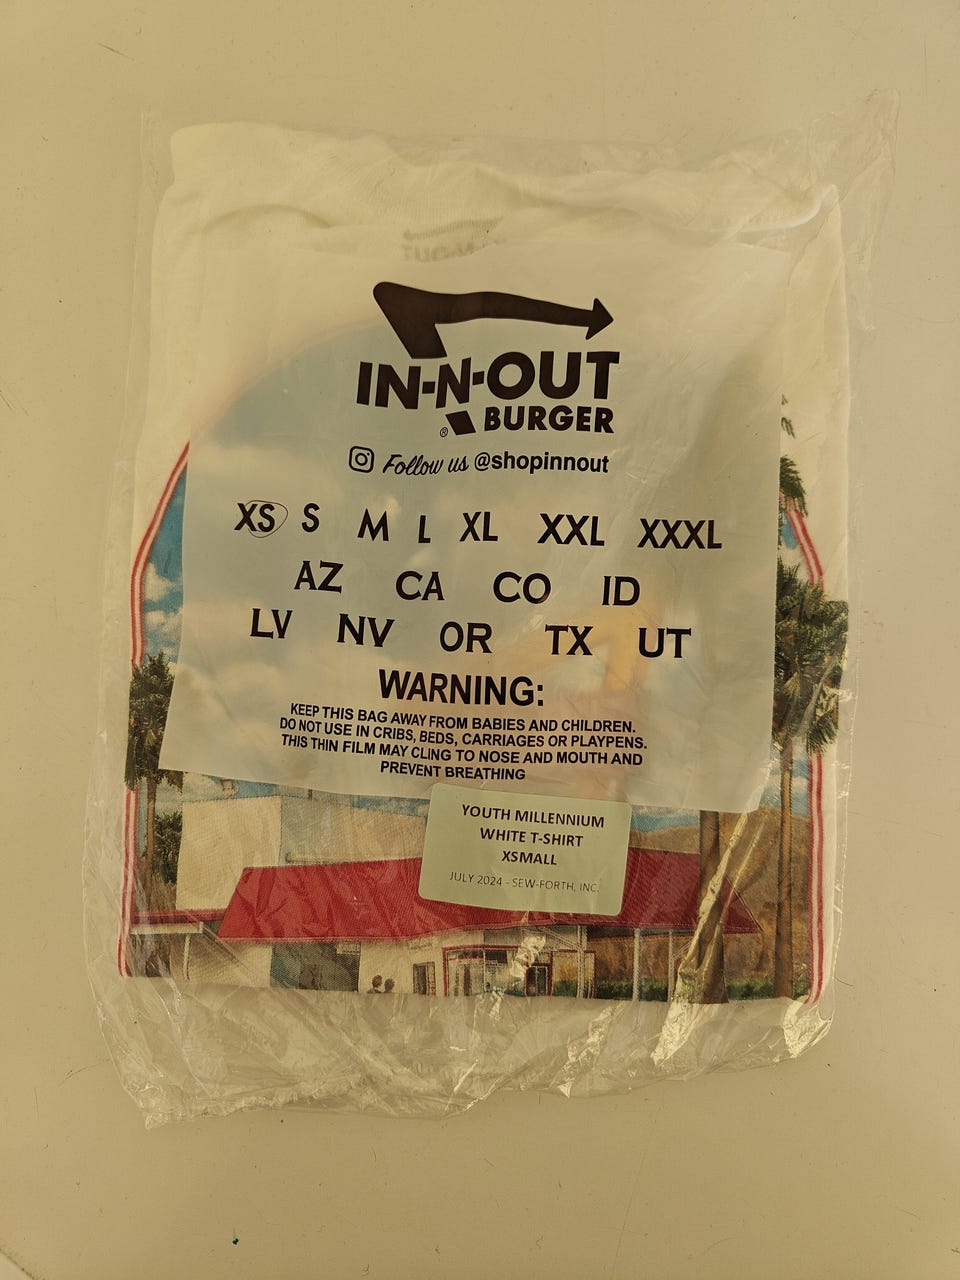 IN-N-OUT
® BURGER
Follow us @shopinnout
XS S M L XL XXL XXXL
AZ CA CO ID
LV NV OR TX UT
WARNING:
KEEP THIS BAG AWAY FROM BABIES AND CHILDREN.
DO NOT USE IN CRIBS, BEDS, CARRIAGES OR PLAYPENS.
THIS THIN FILM MAY CLING TO NOSE AND MOUTH AND
PREVENT BREATHING
YOUTH MILLENNIUM
WHITE T-SHIRT
XSMALL
JULY 2024 - SEW-FORTH, INC.